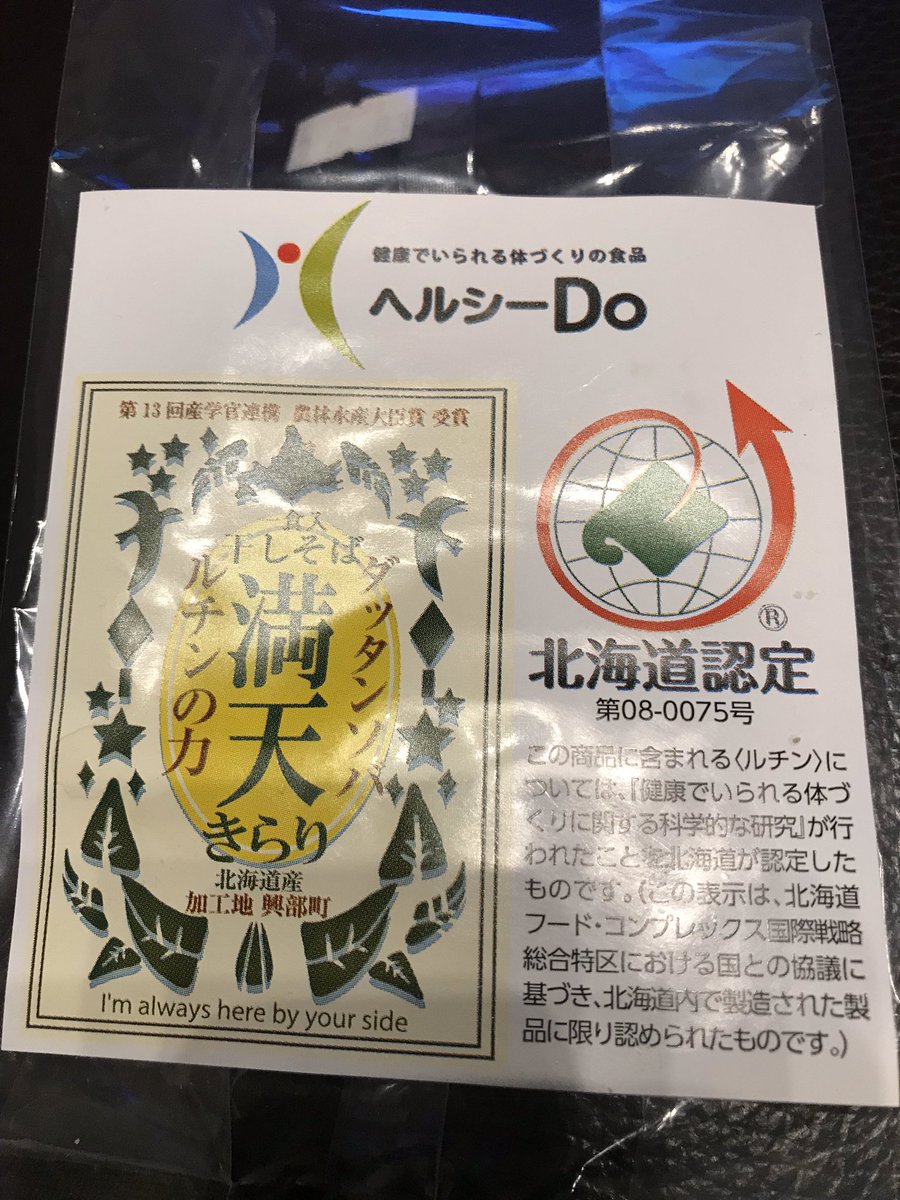 健康でいられる体づくりの食品
ヘルシーDo
第13回産学官連携 農林水産大臣賞 受賞
干しそば
ダッタンソバ
ルチンの力
満天
きらり
北海道産
加工地 興部町
I'm always here by your side
®
北海道認定
第08-0075号
この商品に含まれる〈ルチン〉に
ついては、『健康でいられる体づ
くりに関する科学的な研究』が行
われたことを北海道が認定した
ものです。(この表示は、北海道
フード・コンプレックス国際戦略
総合特区における国との協議に
基づき、北海道内で製造された製
品に限り認められたものです。)